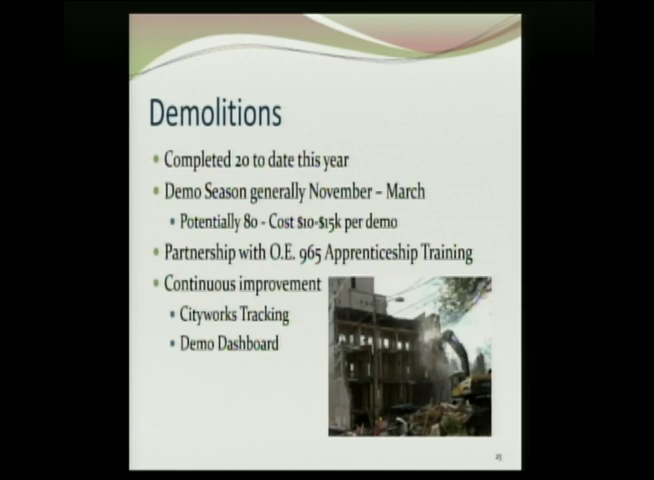 Demolitions
• Completed 20 to date this year
• Demo Season generally November – March
• Potentially 80 - Cost $10-$15k per demo
• Partnership with O.E. 965 Apprenticeship Training
• Continuous improvement
• Cityworks Tracking
• Demo Dashboard